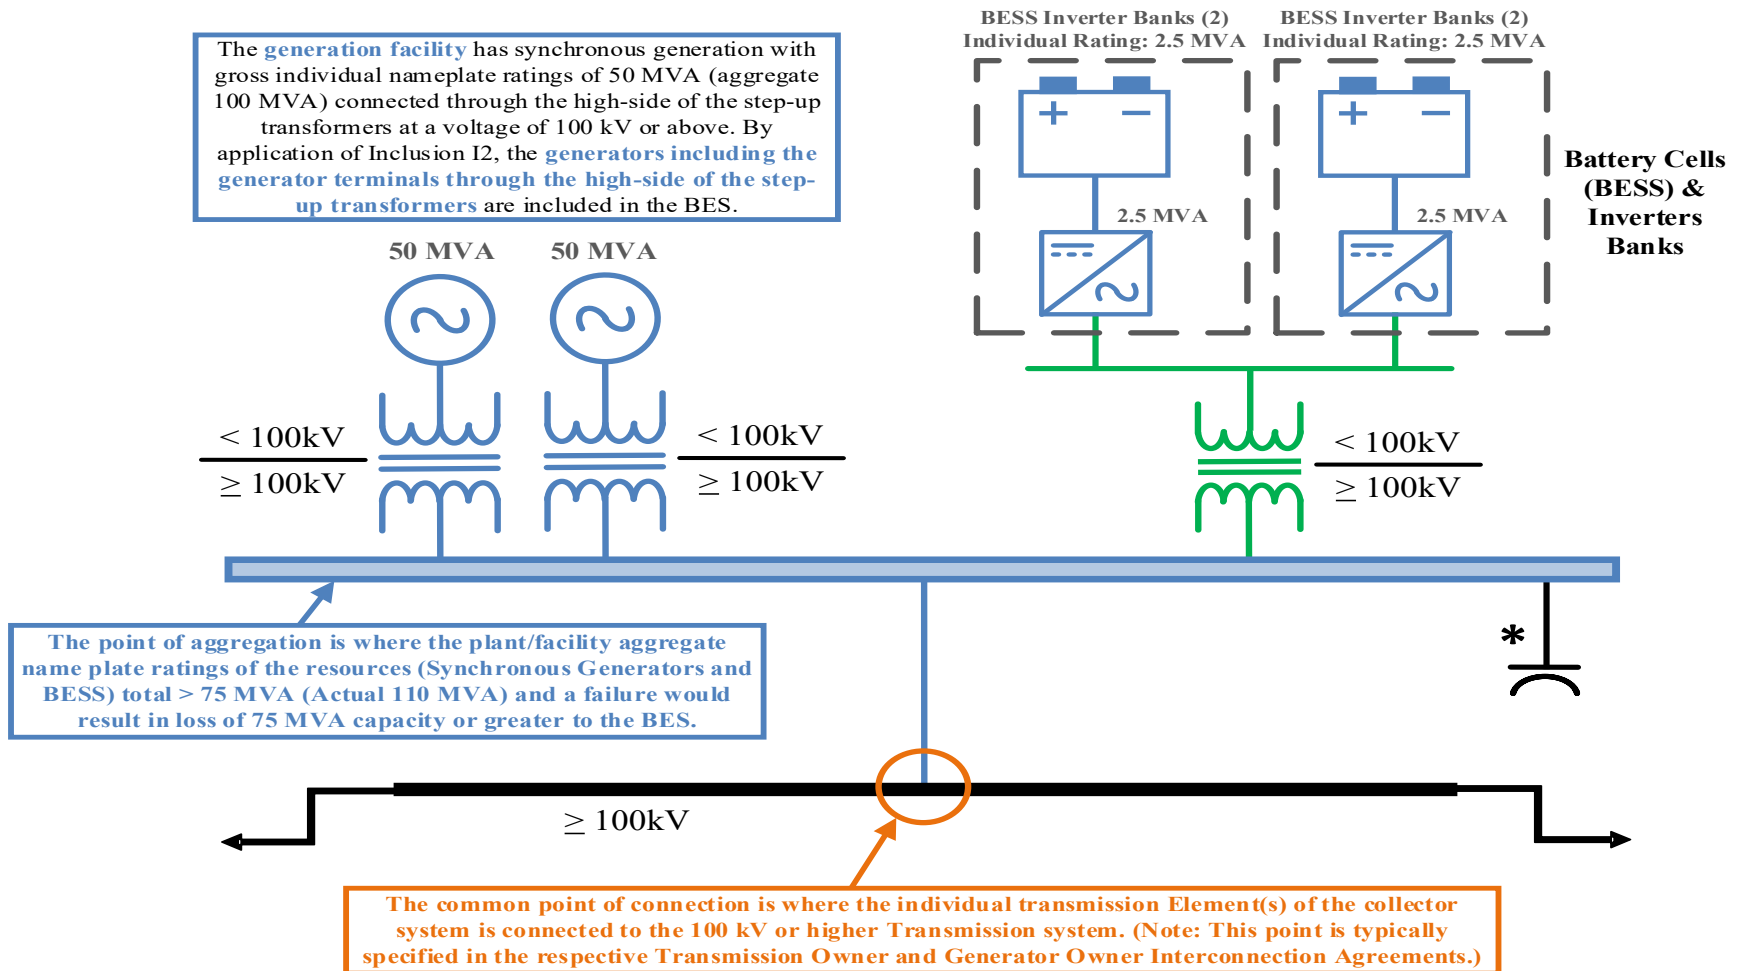 BESS Inverter Banks (2)
Individual Rating: 2.5 MVA
BESS Inverter Banks (2)
Individual Rating: 2.5 MVA
The generation facility has synchronous generation with
gross individual nameplate ratings of 50 MVA (aggregate
100 MVA) connected through the high-side of the step-up
transformers at a voltage of 100 kV or above. By
application of Inclusion I2, the generators including the
generator terminals through the high-side of the step-
up transformers are included in the BES.
+ −
+ −
Battery Cells
(BESS) &
Inverters
Banks
2.5 MVA
2.5 MVA
50 MVA
50 MVA
< 100kV
≥ 100kV
< 100kV
≥ 100kV
< 100kV
≥ 100kV
The point of aggregation is where the plant/facility aggregate
name plate ratings of the resources (Synchronous Generators and
BESS) total > 75 MVA (Actual 110 MVA) and a failure would
result in loss of 75 MVA capacity or greater to the BES.
*
≥ 100kV
The common point of connection is where the individual transmission Element(s) of the collector
system is connected to the 100 kV or higher Transmission system. (Note: This point is typically
specified in the respective Transmission Owner and Generator Owner Interconnection Agreements.)